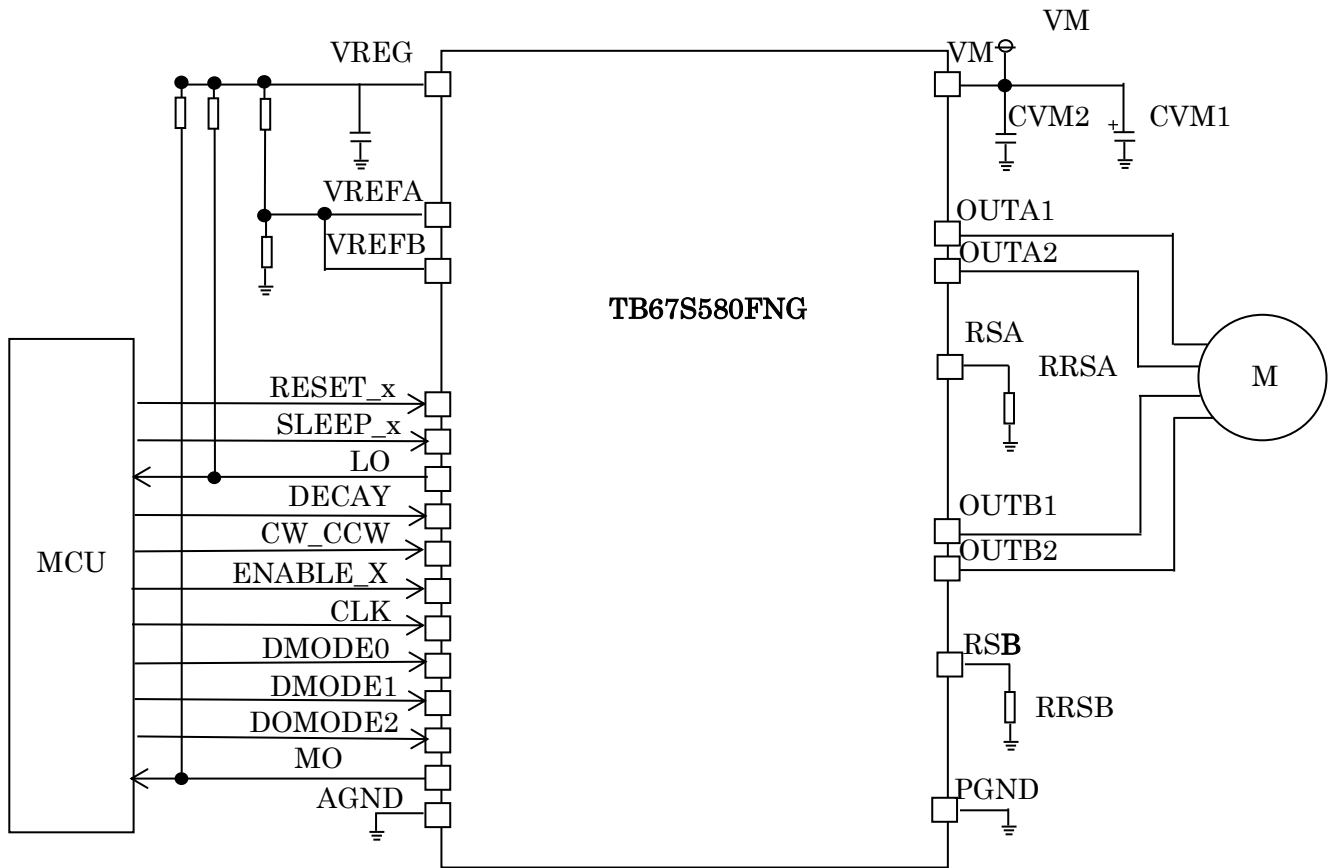 VM
VREG
VM
CVM2
CVM1
+
VREFA
VREFB
OUTA1
OUTA2
TB67S580FNG
RSA
RRSA
M
RESET_x
SLEEP_x
LO
DECAY
CW_CCW
ENABLE_X
CLK
DMODE0
DMODE1
DOMODE2
MO
AGND
MCU
OUTB1
OUTB2
RSB
RRSB
PGND